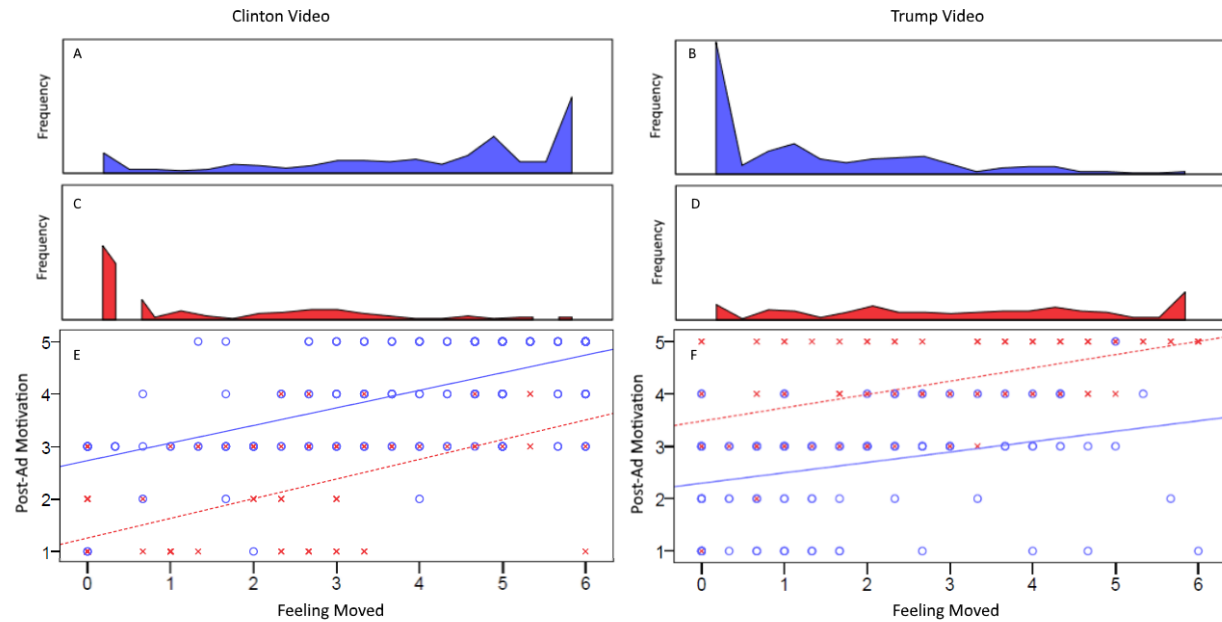 Clinton Video
Trump Video
Frequency
A
Frequency
B
Frequency
C
Frequency
D
Post-Ad Motivation
E
5
4
3
2
1
0 1 2 3 4 5 6
Feeling Moved
Post-Ad Motivation
F
5
4
3
2
1
0 1 2 3 4 5 6
Feeling Moved